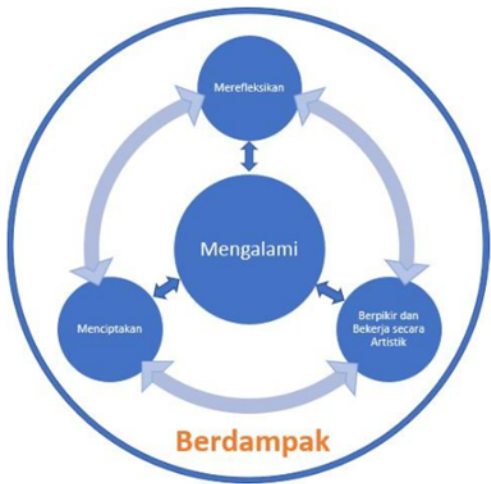 Merefleksikan
Mengalami
Menciptakan
Berpikir dan
Bekerja secara
Artistik
Berdampak